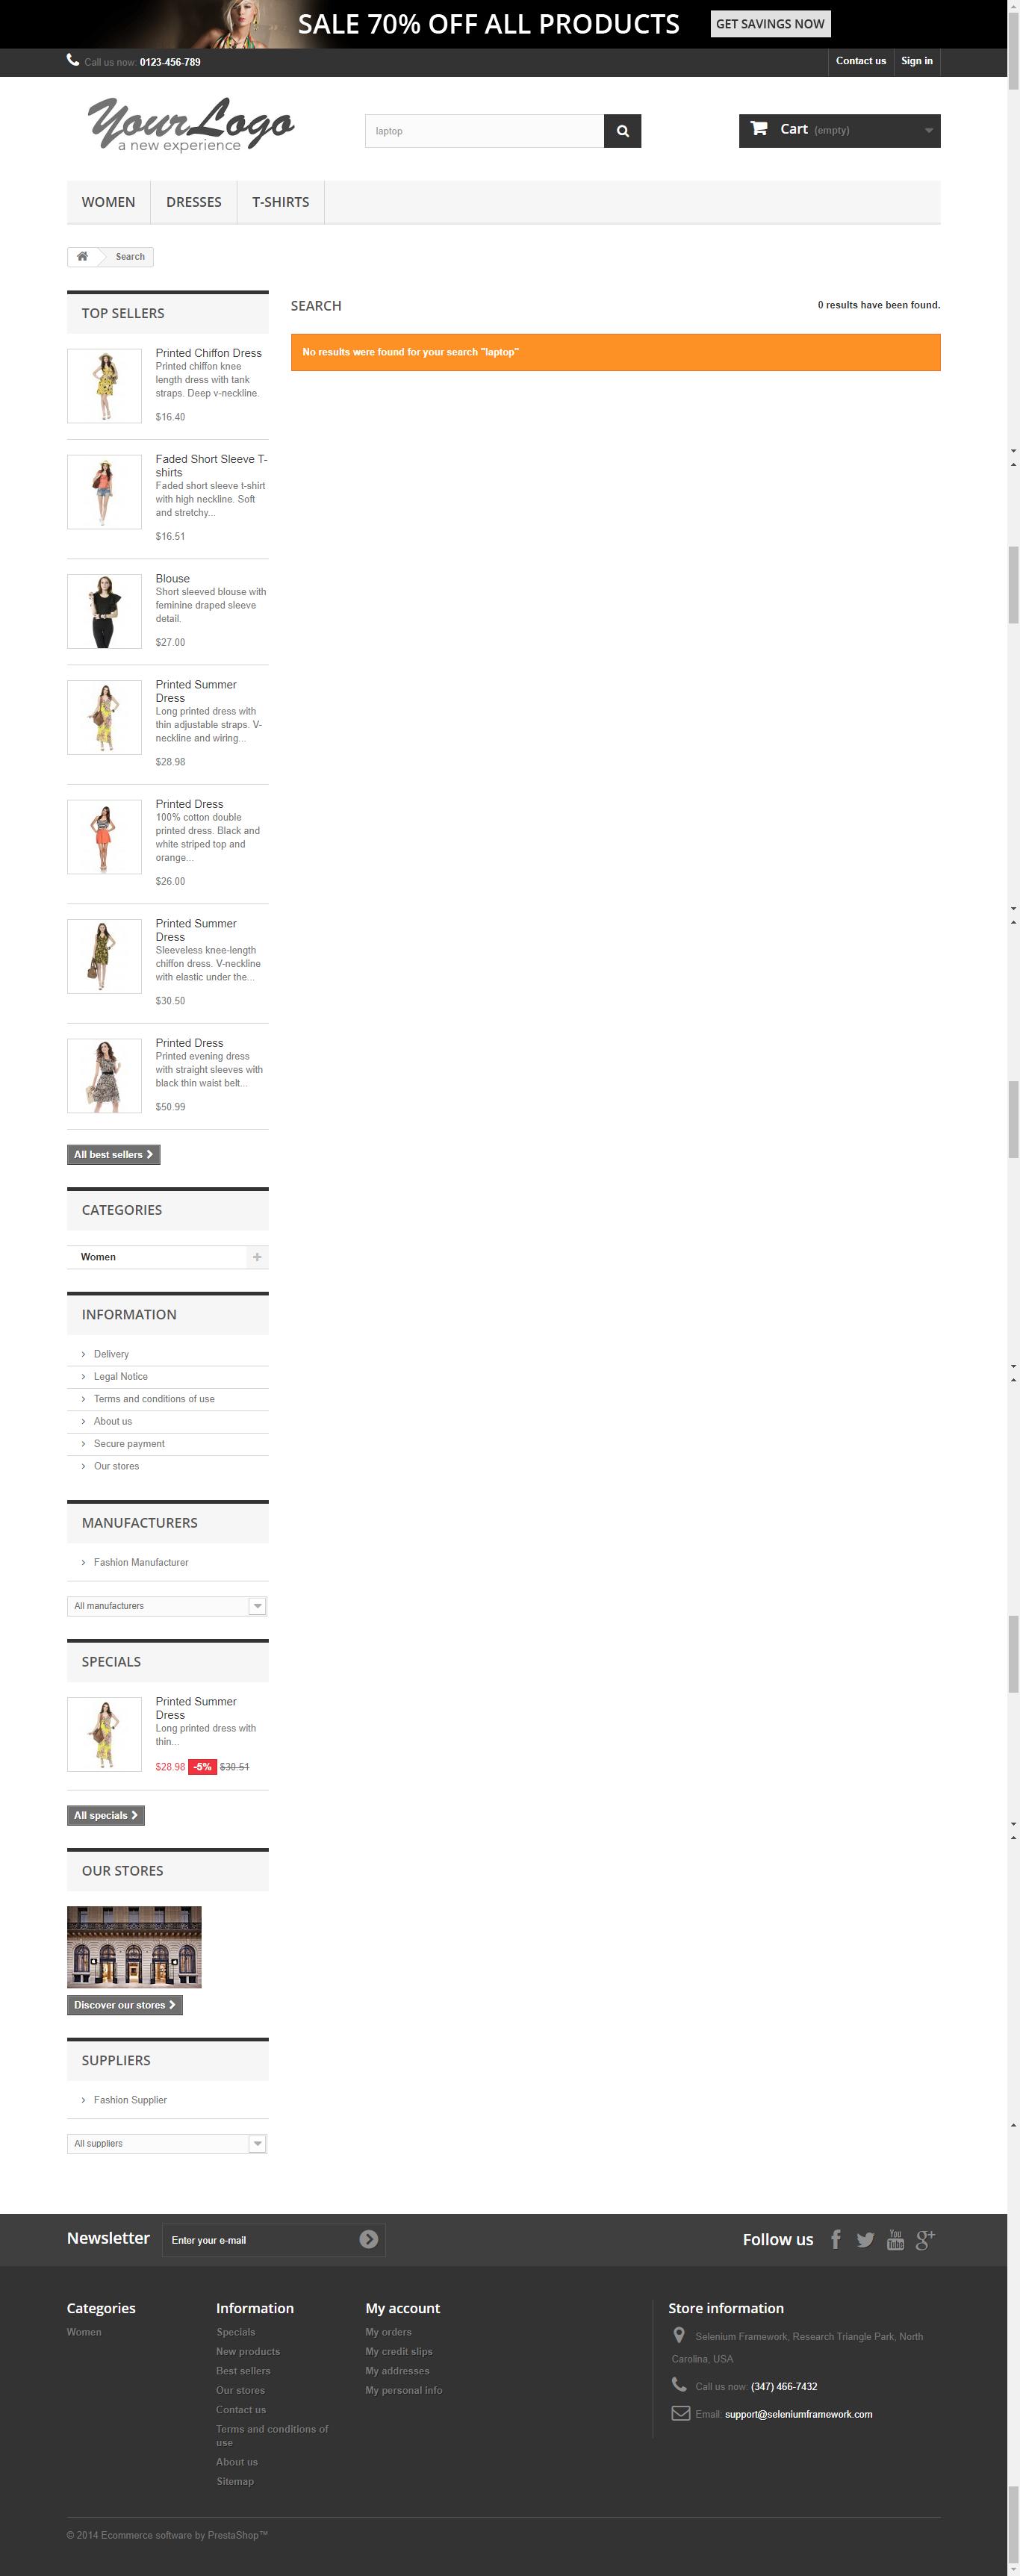 SALE 70% OFF ALL PRODUCTS GET SAVINGS NOW
Call us now: 0123-456-789 Contact us Sign in
YourLogo
a new experience
laptop
Cart (empty)
WOMEN DRESSES T-SHIRTS
Search
TOP SELLERS
Printed Chiffon Dress
Printed chiffon knee
length dress with tank
straps. Deep v-neckline.
$16.40
Faded Short Sleeve T-
shirts
Faded short sleeve t-shirt
with high neckline. Soft
and stretchy...
$16.51
Blouse
Short sleeved blouse with
feminine draped sleeve
detail.
$27.00
Printed Summer
Dress
Long printed dress with
thin adjustable straps. V-
neckline and wiring...
$28.98
Printed Dress
100% cotton double
printed dress. Black and
white striped top and
orange...
$26.00
Printed Summer
Dress
Sleeveless knee-length
chiffon dress. V-neckline
with elastic under the...
$30.50
Printed Dress
Printed evening dress
with straight sleeves with
black thin waist belt...
$50.99
All best sellers
CATEGORIES
Women
INFORMATION
Delivery
Legal Notice
Terms and conditions of use
About us
Secure payment
Our stores
MANUFACTURERS
Fashion Manufacturer
All manufacturers
SPECIALS
Printed Summer
Dress
Long printed dress with
thin...
$28.98 -5% $30.51
All specials
OUR STORES
Discover our stores
SUPPLIERS
Fashion Supplier
All suppliers
SEARCH 0 results have been found.
No results were found for your search "laptop"
Newsletter Enter your e-mail
Follow us
You
Tube
g+
Categories
Women
Information
Specials
New products
Best sellers
Our stores
Contact us
Terms and conditions of
use
About us
Sitemap
My account
My orders
My credit slips
My addresses
My personal info
Store information
Selenium Framework, Research Triangle Park, North
Carolina, USA
Call us now: (347) 466-7432
Email: support@seleniumframework.com
© 2014 Ecommerce software by PrestaShop™